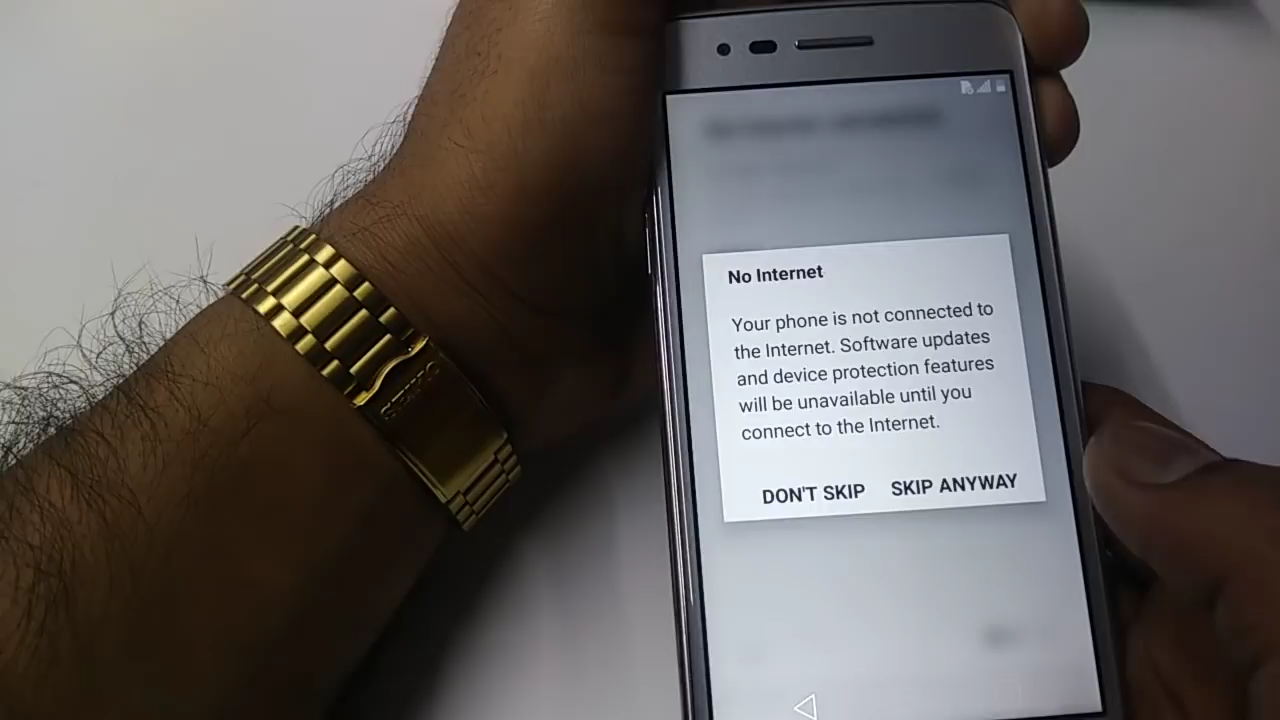 No Internet
Your phone is not connected to
the Internet. Software updates
and device protection features
will be unavailable until you
connect to the Internet.
DON'T SKIP SKIP ANYWAY